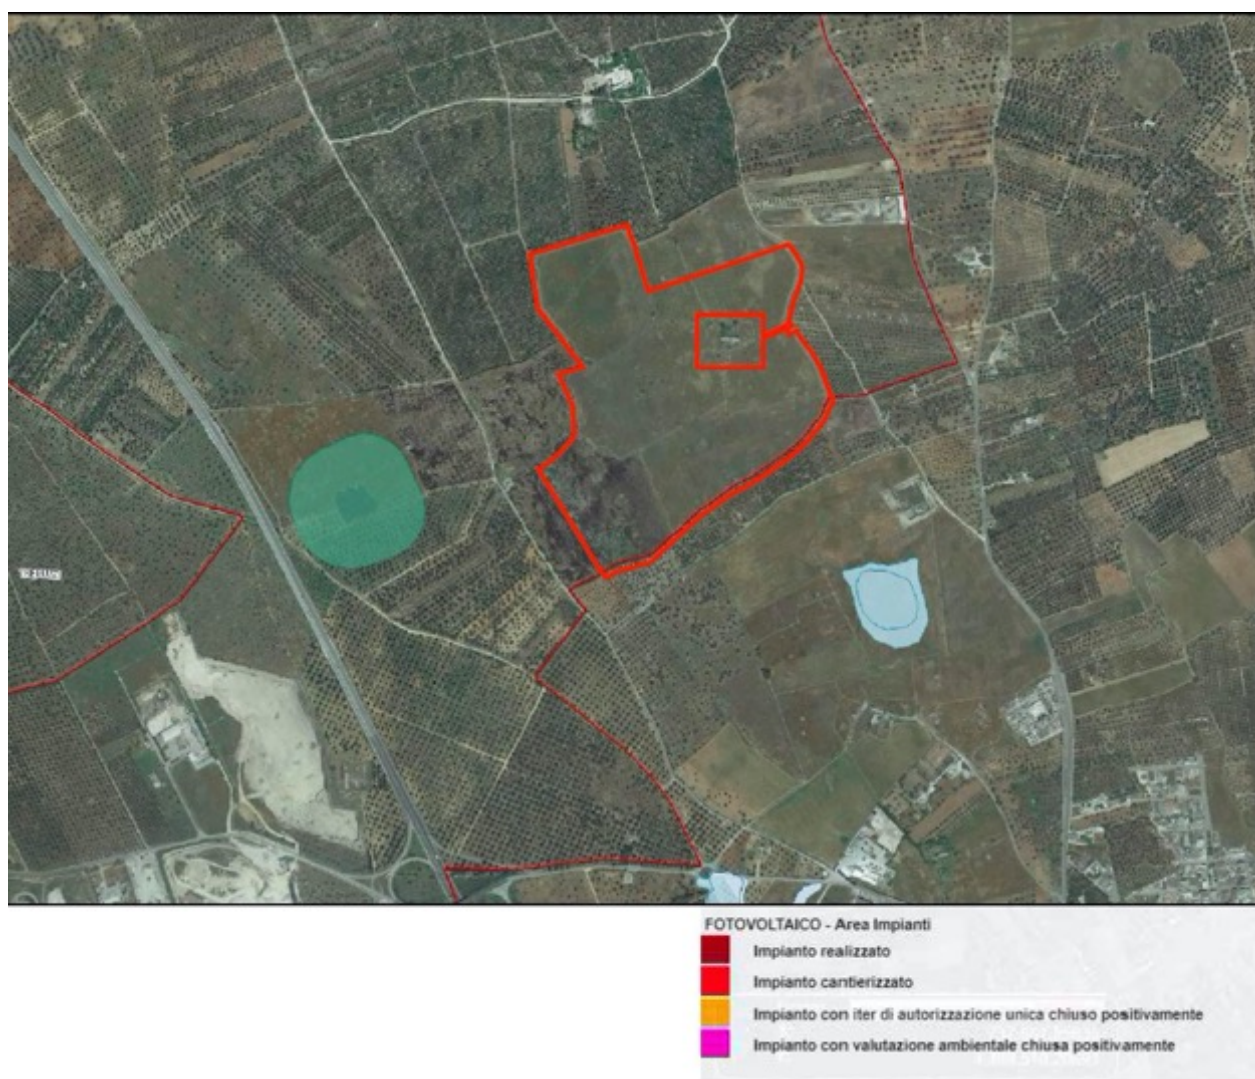 FOTOVOLTAICO - Area Impianti
Impianto realizzato
Impianto cantierizzato
Impianto con iter di autorizzazione unica chiuso positivamente
Impianto con valutazione ambientale chiusa positivamente